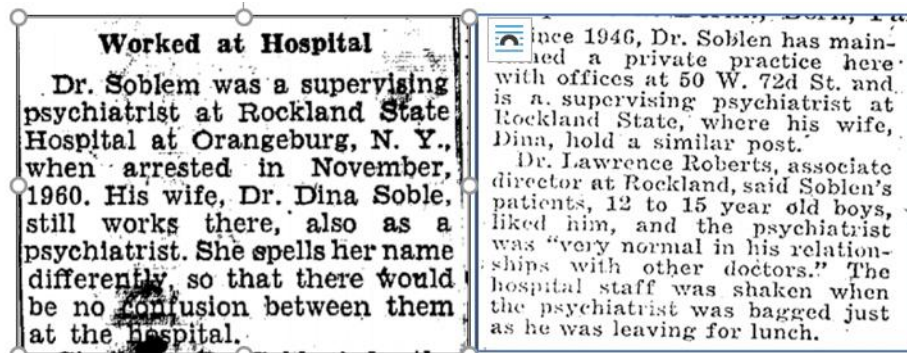 Worked at Hospital
Dr. Soblem was a supervising
psychiatrist at Rockland State
Hospital at Orangeburg, N. Y.,
when arrested in November,
1960. His wife, Dr. Dina Soble,
still works there, also as a
psychiatrist. She spells her name
differently, so that there would
be no confusion between them
at the hospital.
ince 1946, Dr. Soblen has main-
ned a private practice here
with offices at 50 W. 72d St. and
is a supervising psychiatrist at
Rockland State, where his wife,
Dina, hold a similar post.
Dr. Lawrence Roberts, associate
director at Rockland, said Soblen's
patients, 12 to 15 year old boys,
liked him, and the psychiatrist
was "very normal in his relation-
ships with other doctors." The
hospital staff was shaken when
the psychiatrist was bagged just
as he was leaving for lunch.